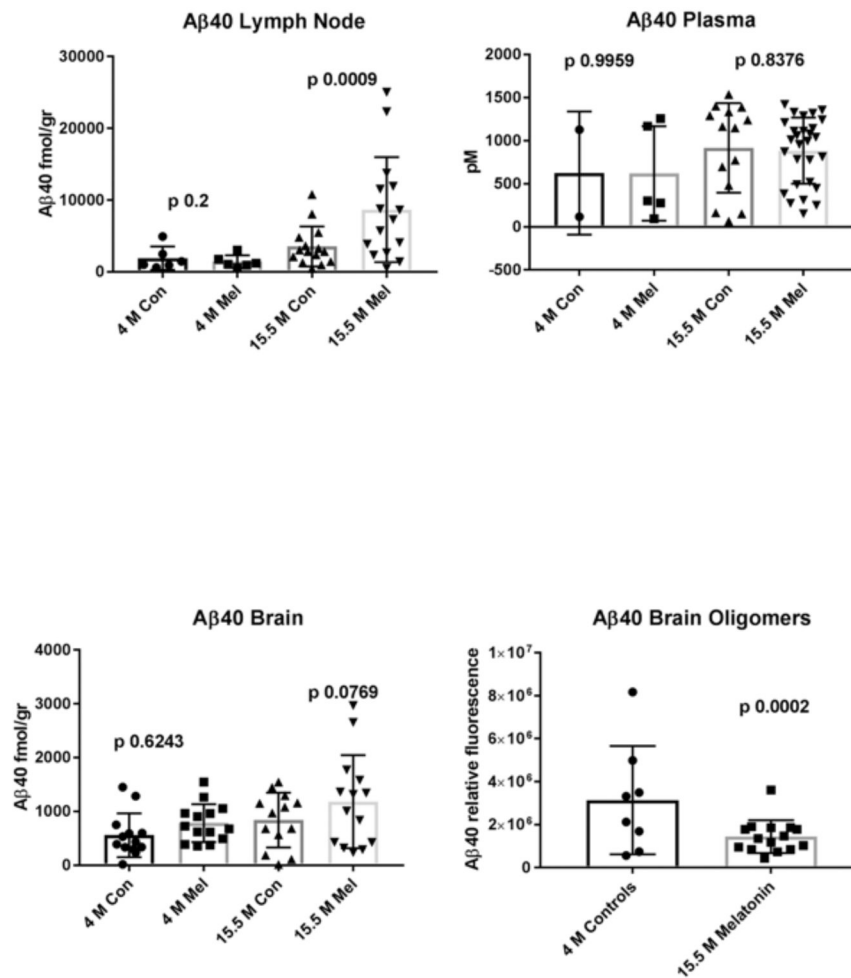 Aβ40 Lymph Node
Aβ40 fmol/gr
30000
20000
10000
0
p 0.2
p 0.0009
4 M Con
4 M Mel
15.5 M Con
15.5 M Mel
Aβ40 Plasma
pM
2000
1500
1000
500
0
-500
p 0.9959
p 0.8376
4 M Con
4 M Mel
15.5 M Con
15.5 M Mel
Aβ40 Brain
Aβ40 fmol/gr
4000
3000
2000
1000
0
p 0.6243
p 0.0769
4 M Con
4 M Mel
15.5 M Con
15.5 M Mel
Aβ40 Brain Oligomers
Aβ40 relative fluorescence
1×10⁷
8×10⁶
6×10⁶
4×10⁶
2×10⁶
0
p 0.0002
4 M Controls
15.5 M Melatonin